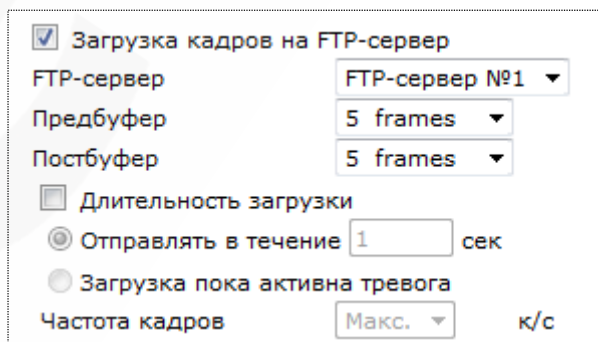 Загрузка кадров на FTP-сервер
FTP-сервер FTP-сервер №1
Предбуфер 5 frames
Постбуфер 5 frames
Длительность загрузки
Отправлять в течение 1 сек
Загрузка пока активна тревога
Частота кадров Макс. к/с